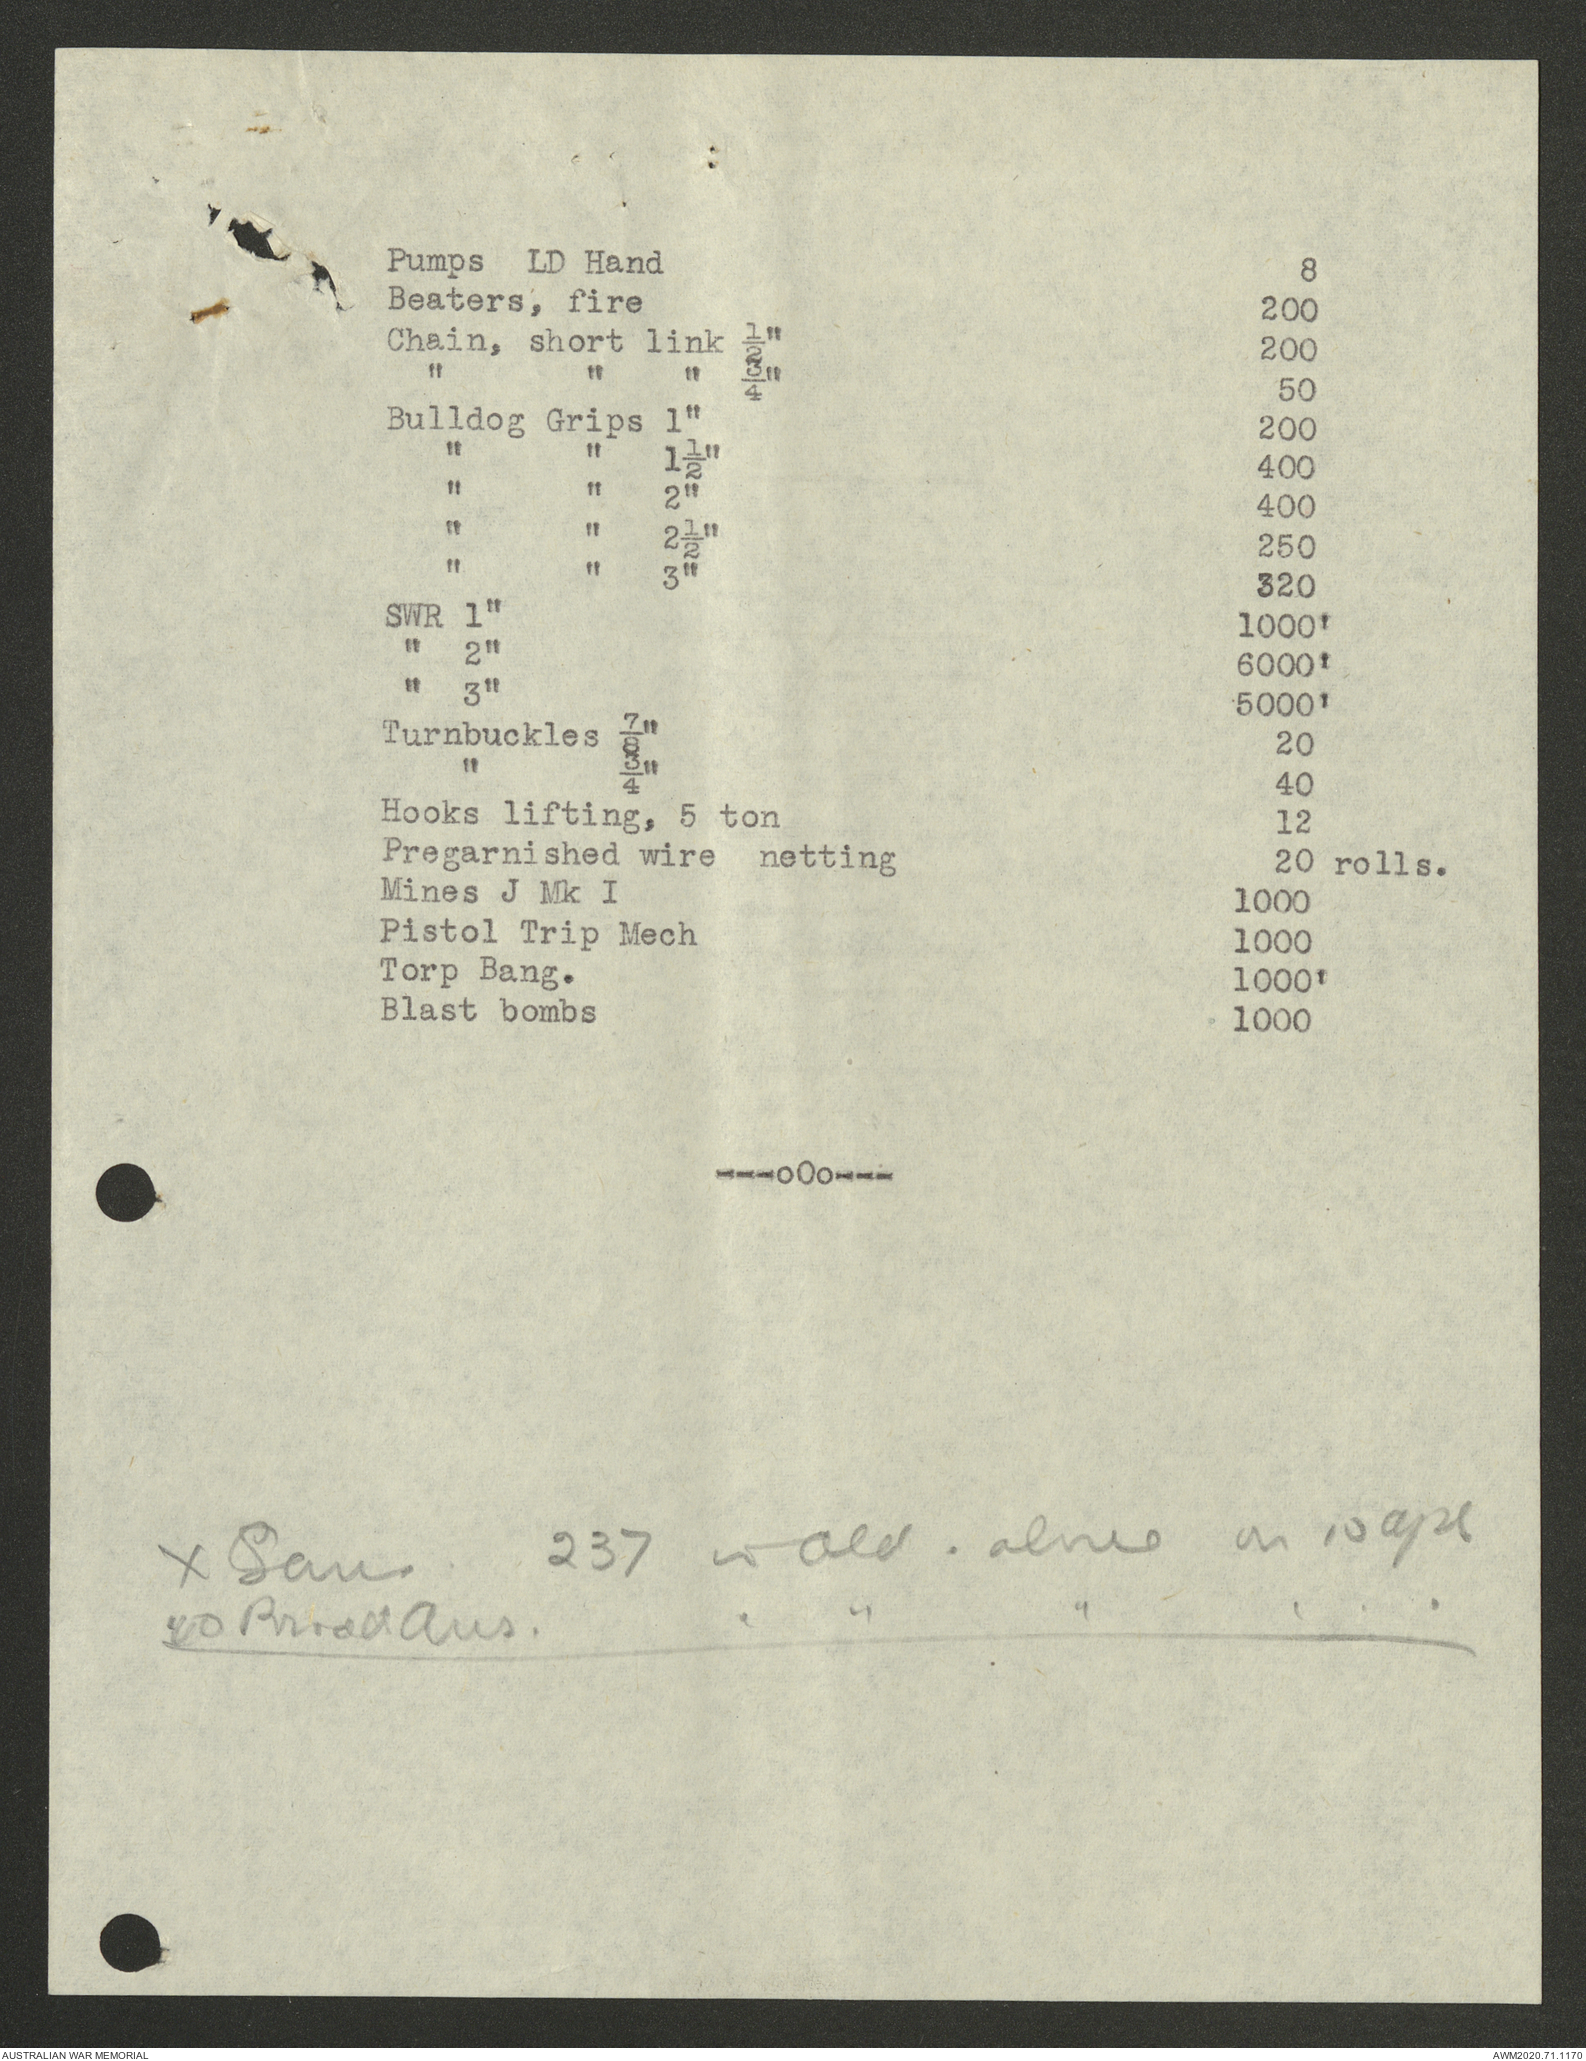 Pumps  LD Hand 8
Beaters, fire 200
Chain, short link ½" 200
" " " ¾" 50
Bulldog Grips 1" 200
" " 1½" 400
" " 2" 400
" " 2½" 250
" " 3" 320
SWR 1" 1000'
" 2" 6000'
" 3" 5000'
Turnbuckles ⅞" 20
" ¾" 40
Hooks lifting, 5 ton 12
Pregarnished wire  netting 20 rolls.
Mines J Mk I 1000
Pistol Trip Mech 1000
Torp Bang. 1000'
Blast bombs 1000
---oOo---
x 237 Old.
Aus. " "
AUSTRALIAN WAR MEMORIAL AWM2020.71.1170